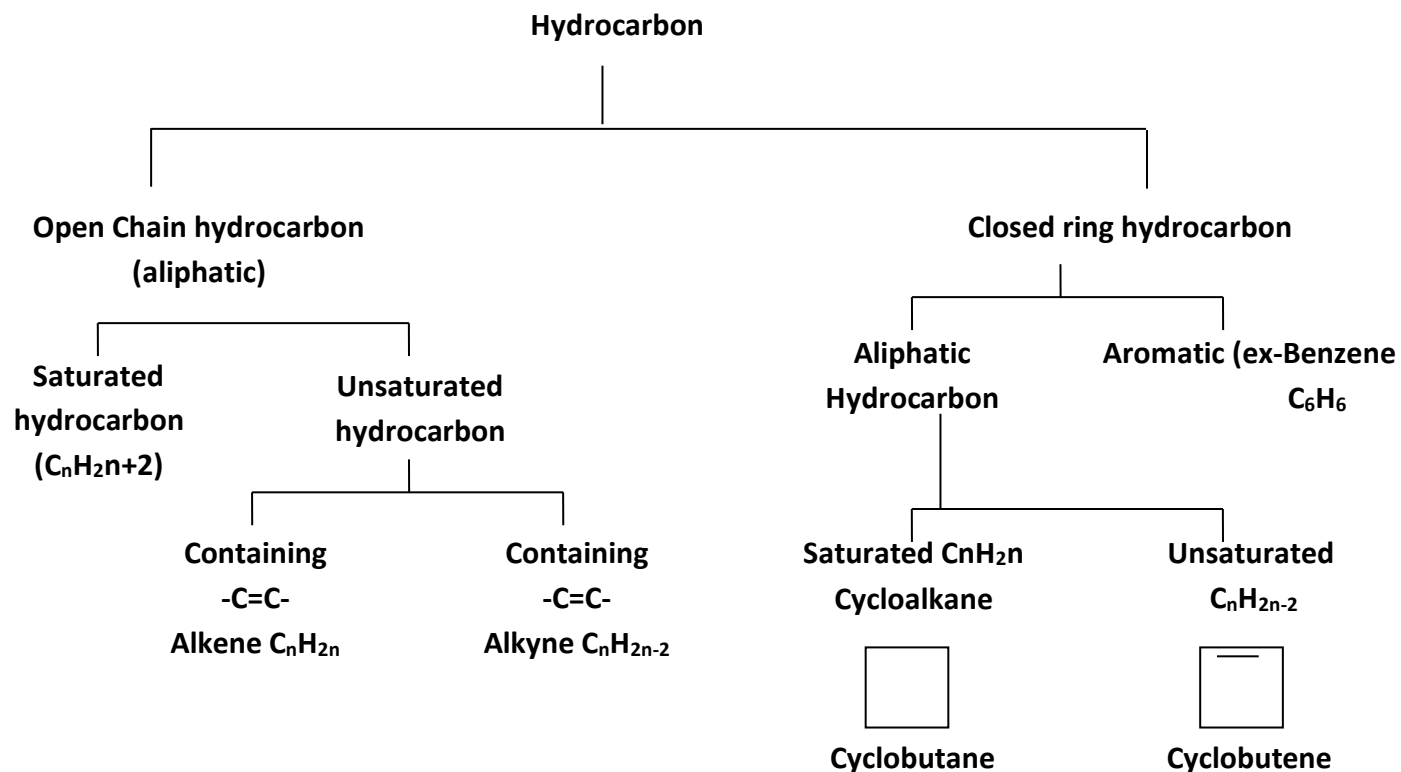 Hydrocarbon
Open Chain hydrocarbon
(aliphatic)
Closed ring hydrocarbon
Saturated
hydrocarbon
(CₙH₂n+2)
Unsaturated
hydrocarbon
Aliphatic
Hydrocarbon
Aromatic (ex-Benzene
C₆H₆
Containing
-C=C-
Alkene CₙH₂ₙ
Containing
-C=C-
Alkyne CₙH₂ₙ₋₂
Saturated CnH₂n
Cycloalkane
Unsaturated
CₙH₂ₙ₋₂
Cyclobutane
Cyclobutene